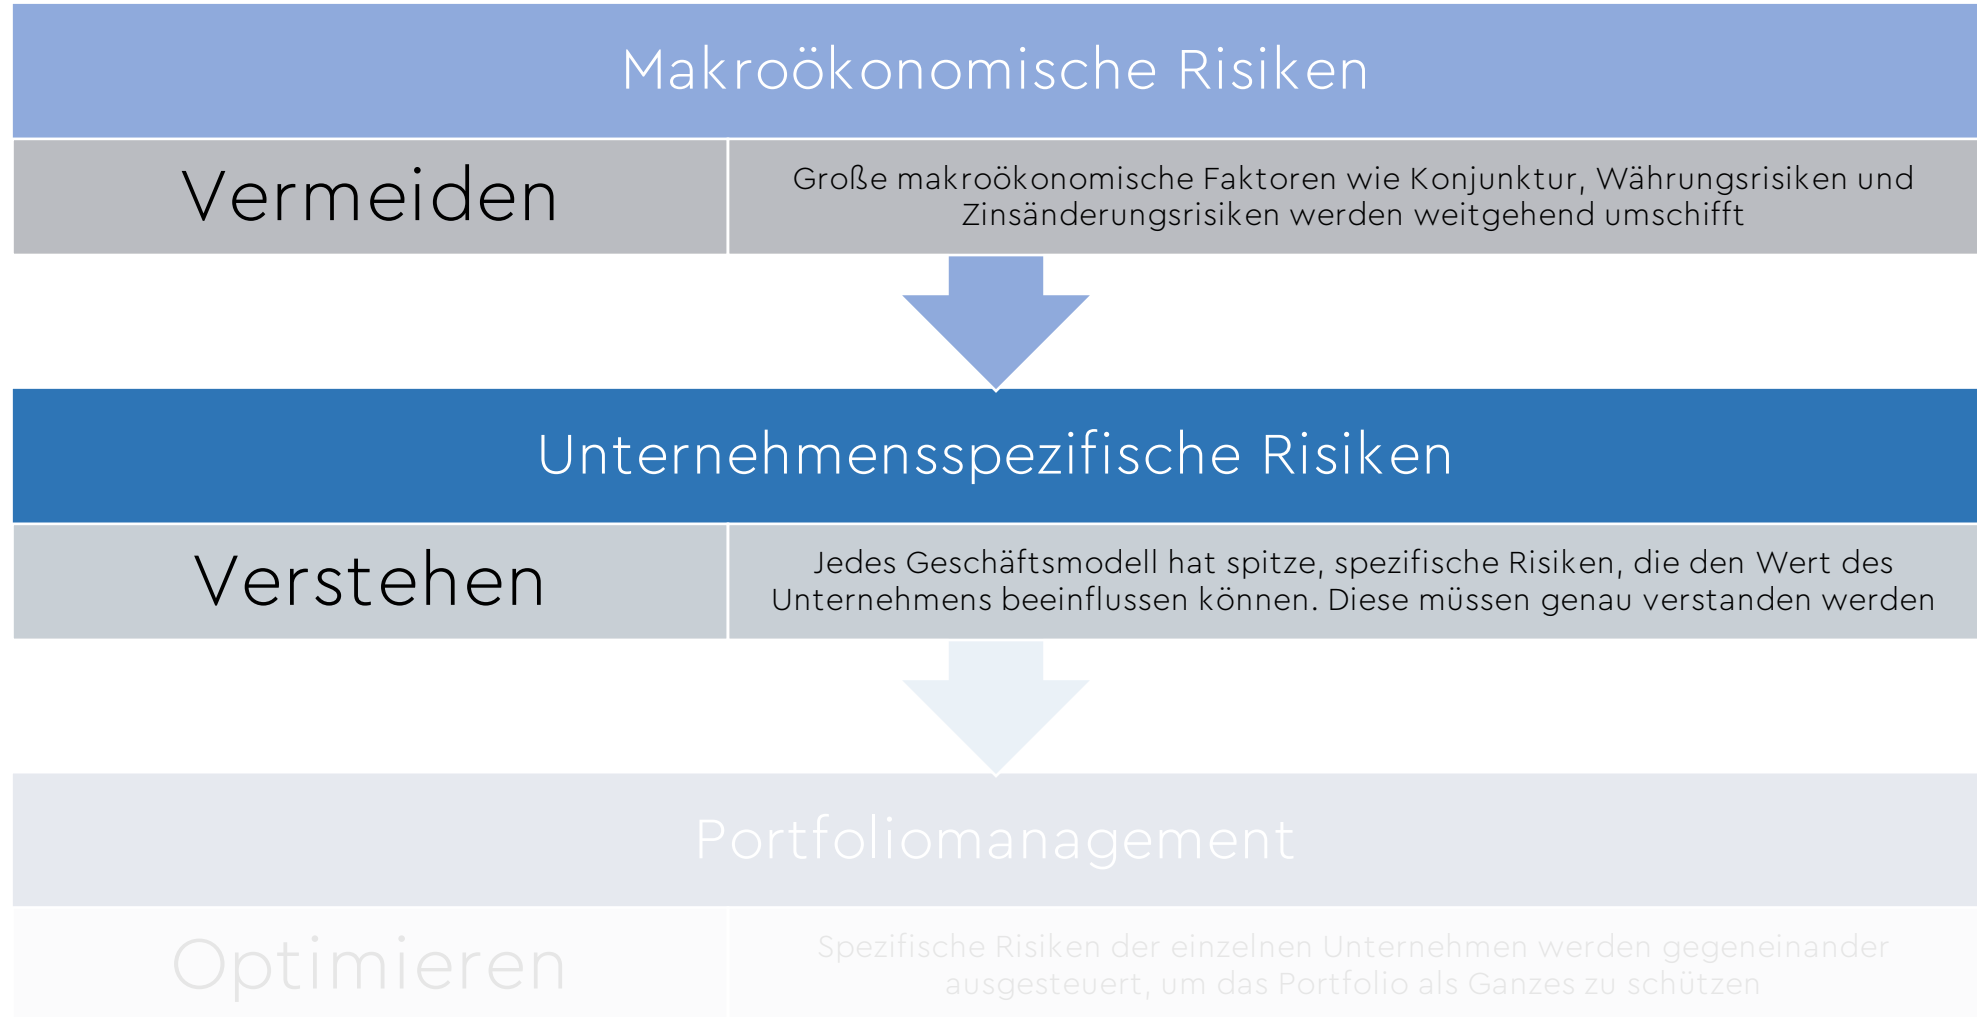 Makroökonomische Risiken
Vermeiden
Große makroökonomische Faktoren wie Konjunktur, Währungsrisiken und
Zinsänderungsrisiken werden weitgehend umschifft
Unternehmensspezifische Risiken
Verstehen
Jedes Geschäftsmodell hat spitze, spezifische Risiken, die den Wert des
Unternehmens beeinflussen können. Diese müssen genau verstanden werden
Portfoliomanagement
Optimieren
Spezifische Risiken der einzelnen Unternehmen werden gegeneinander
ausgesteuert, um das Portfolio als Ganzes zu schützen